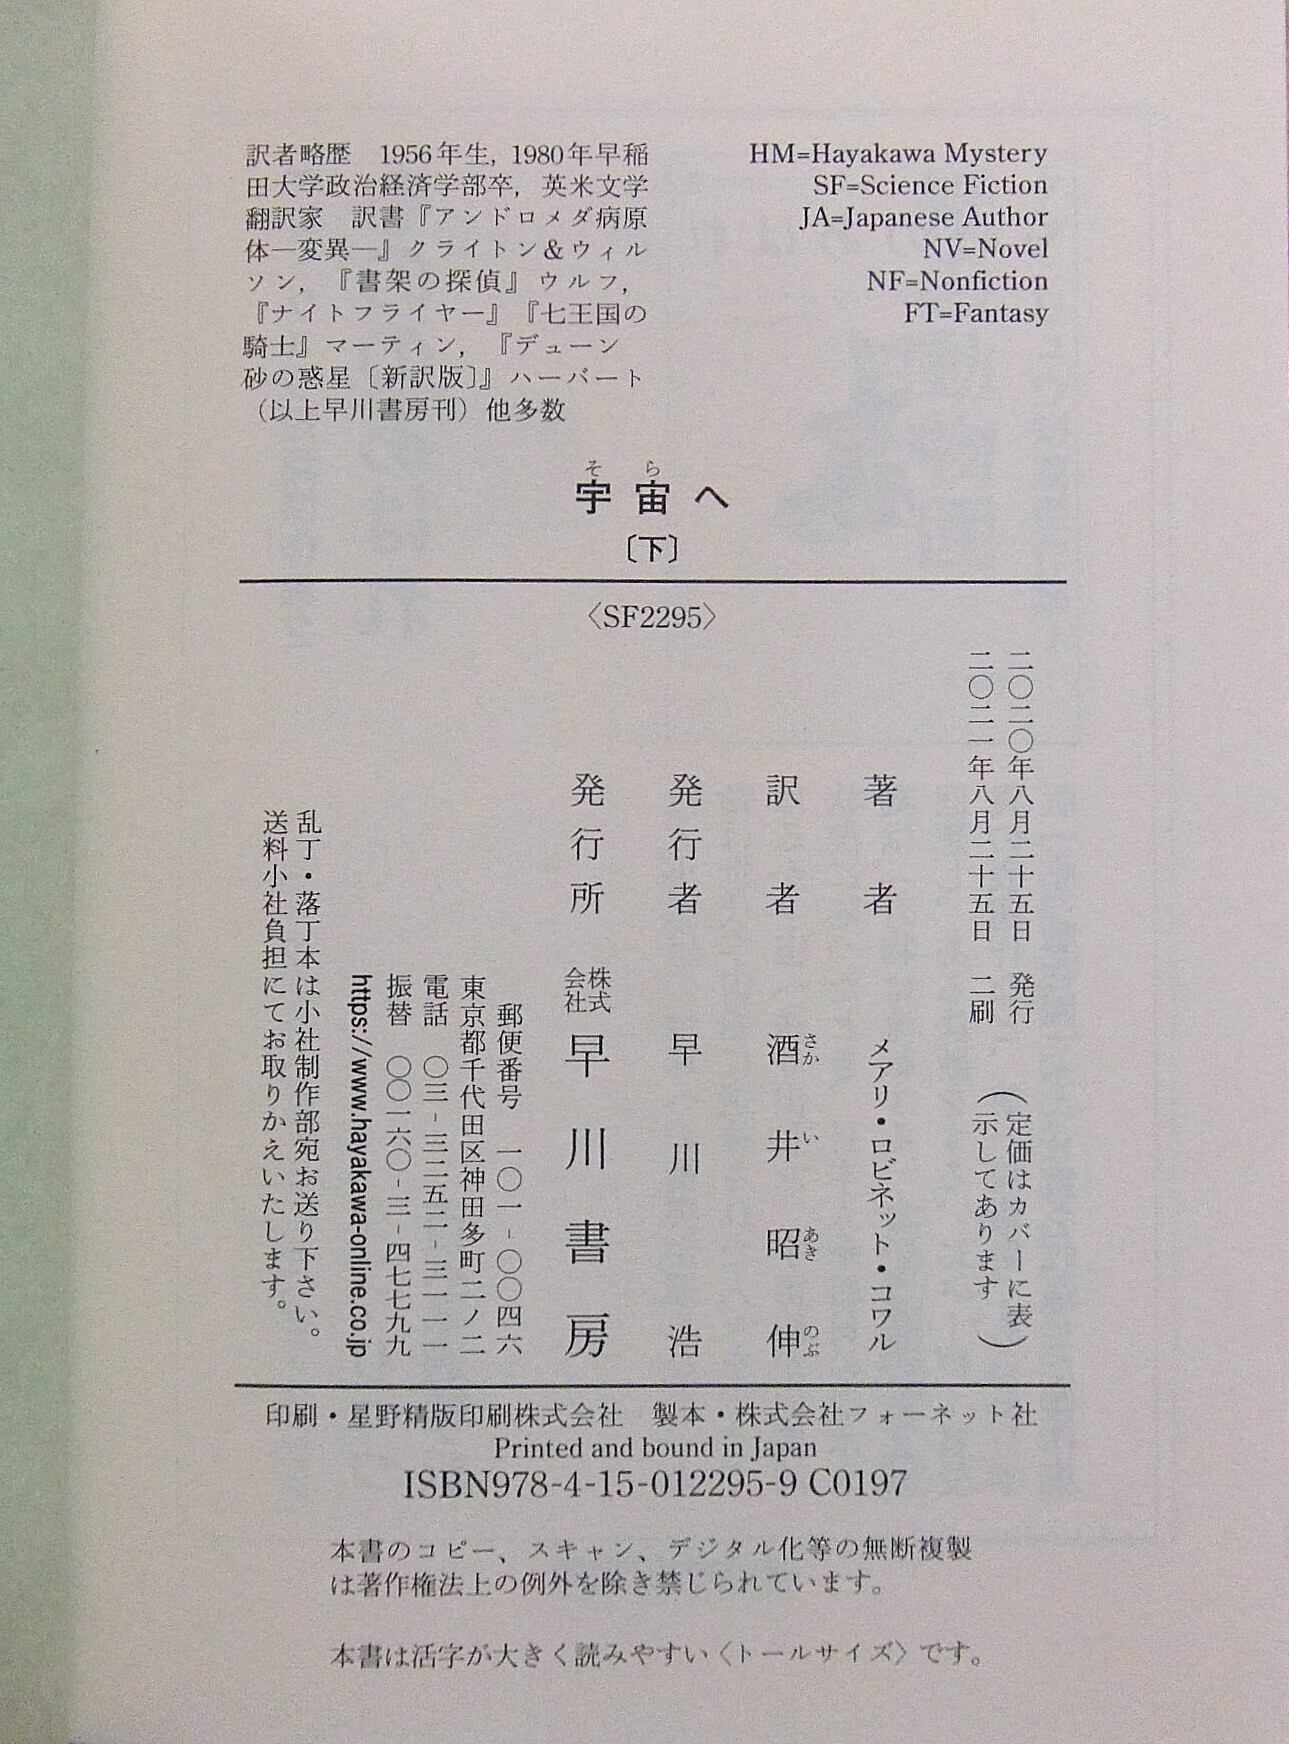 訳者略歴　1956年生，1980年早稲
田大学政治経済学部卒，英米文学
翻訳家　訳書『アンドロメダ病原
体―変異―』クライトン＆ウィル
ソン，『書架の探偵』ウルフ，
『ナイトフライヤー』『七王国の
騎士』マーティン，『デューン
砂の惑星〔新訳版〕』ハーバート
（以上早川書房刊）他多数
HM=Hayakawa Mystery
SF=Science Fiction
JA=Japanese Author
NV=Novel
NF=Nonfiction
FT=Fantasy
そら
宇宙へ
〔下〕
〈SF2295〉
二〇二〇年八月二十五日　発行
二〇二一年八月二十五日　二刷
（定価はカバーに表
示してあります）
著者　メアリ・ロビネット・コワル
訳者　酒井昭伸
さかいあきのぶ
発行者　早川　浩
発行所　株式会社　早川書房
郵便番号　一〇一-〇〇四六
東京都千代田区神田多町二ノ二
電話　〇三-三二五二-三一一一
振替　〇〇一六〇-三-四七七九九
https://www.hayakawa-online.co.jp
乱丁・落丁本は小社制作部宛お送り下さい。
送料小社負担にてお取りかえいたします。
印刷・星野精版印刷株式会社　製本・株式会社フォーネット社
Printed and bound in Japan
ISBN978-4-15-012295-9 C0197
本書のコピー、スキャン、デジタル化等の無断複製
は著作権法上の例外を除き禁じられています。
本書は活字が大きく読みやすい〈トールサイズ〉です。